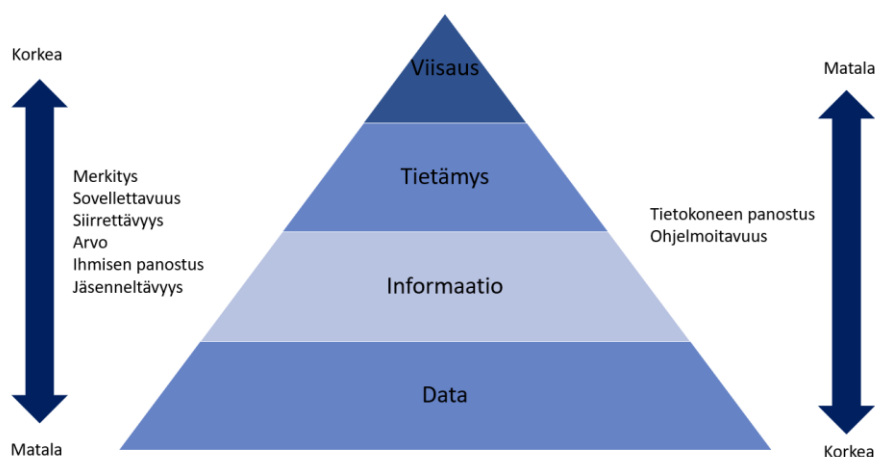 Korkea
Merkitys
Sovellettavuus
Siirrettävyys
Arvo
Ihmisen panostus
Jäsenneltävyys
Matala
Viisaus
Tietämys
Informaatio
Data
Matala
Tietokoneen panostus
Ohjelmoitavuus
Korkea